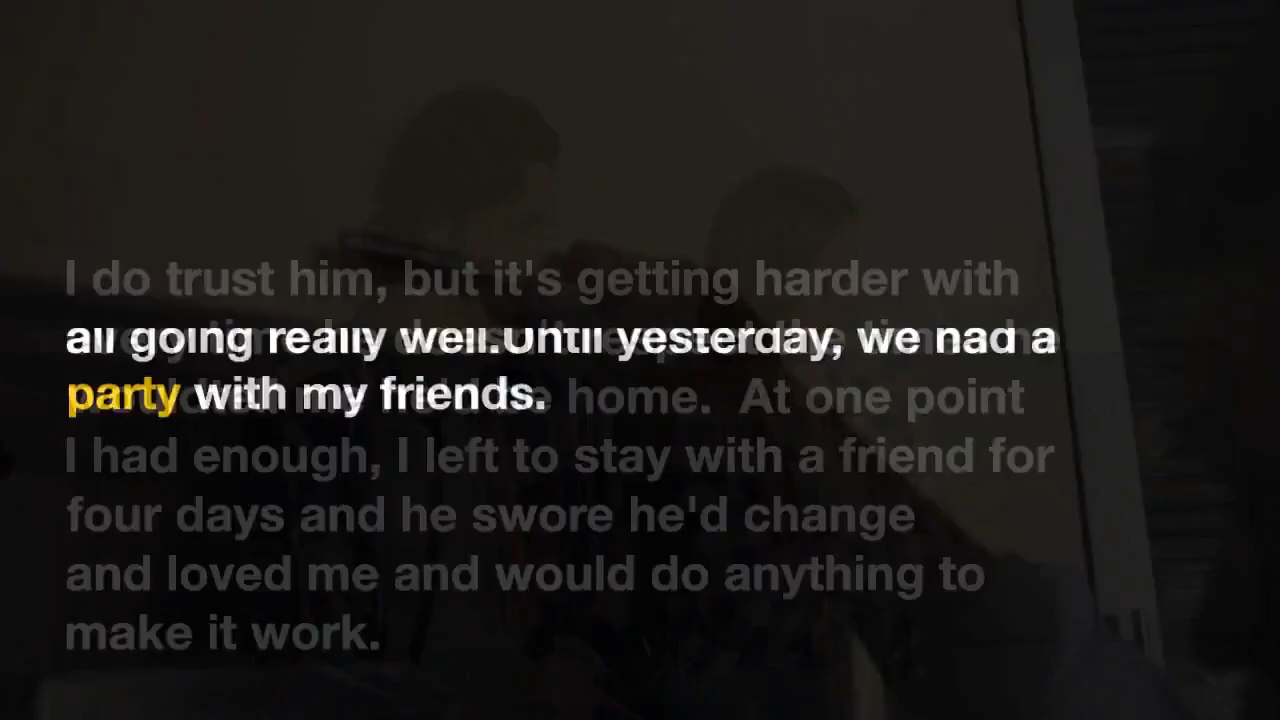 I do trust him, but it's getting harder with
all going really well.Until yesterday, we had a
party with my friends.
home. At one point
I had enough, I left to stay with a friend for
four days and he swore he'd change
and loved me and would do anything to
make it work.